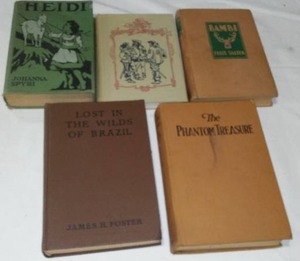 HEIDI
JOHANNA
SPYRI
BAMBI
FELIX SALTEN
LOST IN
THE WILDS
OF BRAZIL
JAMES H. FOSTER
The
PHANTOM TREASURE